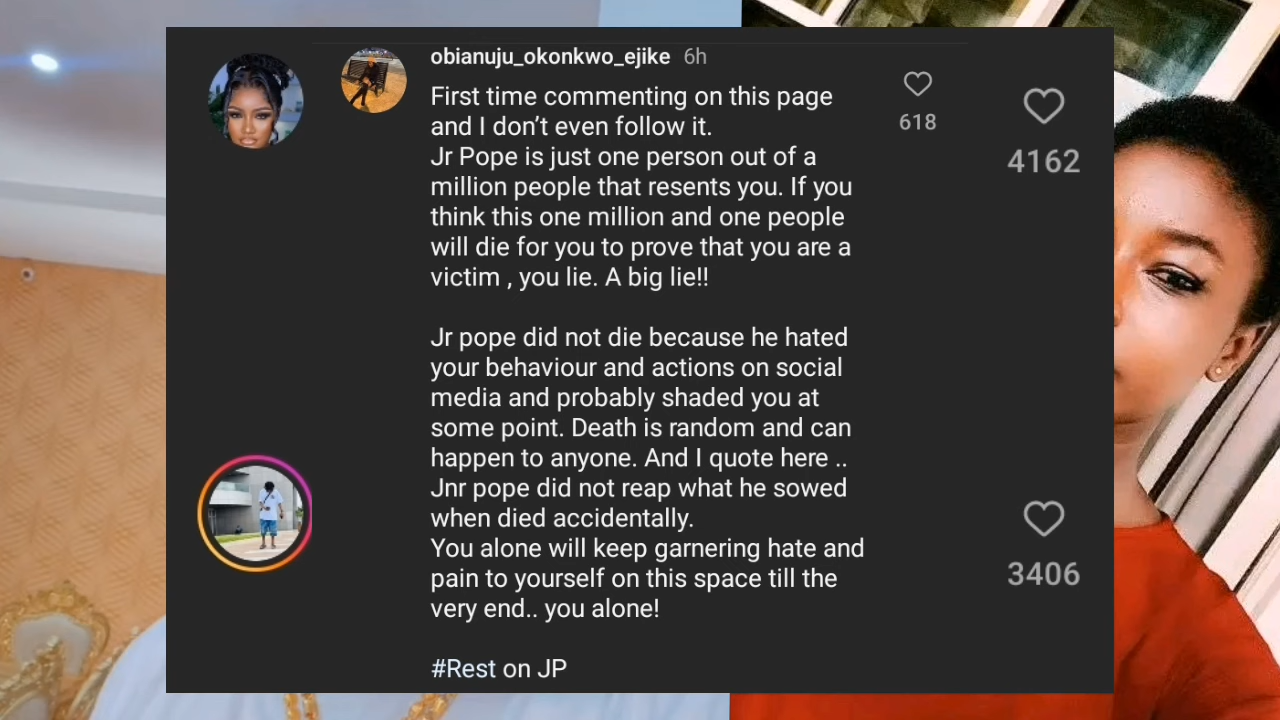 obianuju_okonkwo_ejike 6h
First time commenting on this page
and I don’t even follow it.
Jr Pope is just one person out of a
million people that resents you. If you
think this one million and one people
will die for you to prove that you are a
victim , you lie. A big lie!!
Jr pope did not die because he hated
your behaviour and actions on social
media and probably shaded you at
some point. Death is random and can
happen to anyone. And I quote here ..
Jnr pope did not reap what he sowed
when died accidentally.
You alone will keep garnering hate and
pain to yourself on this space till the
very end.. you alone!
#Rest on JP
618
4162
3406